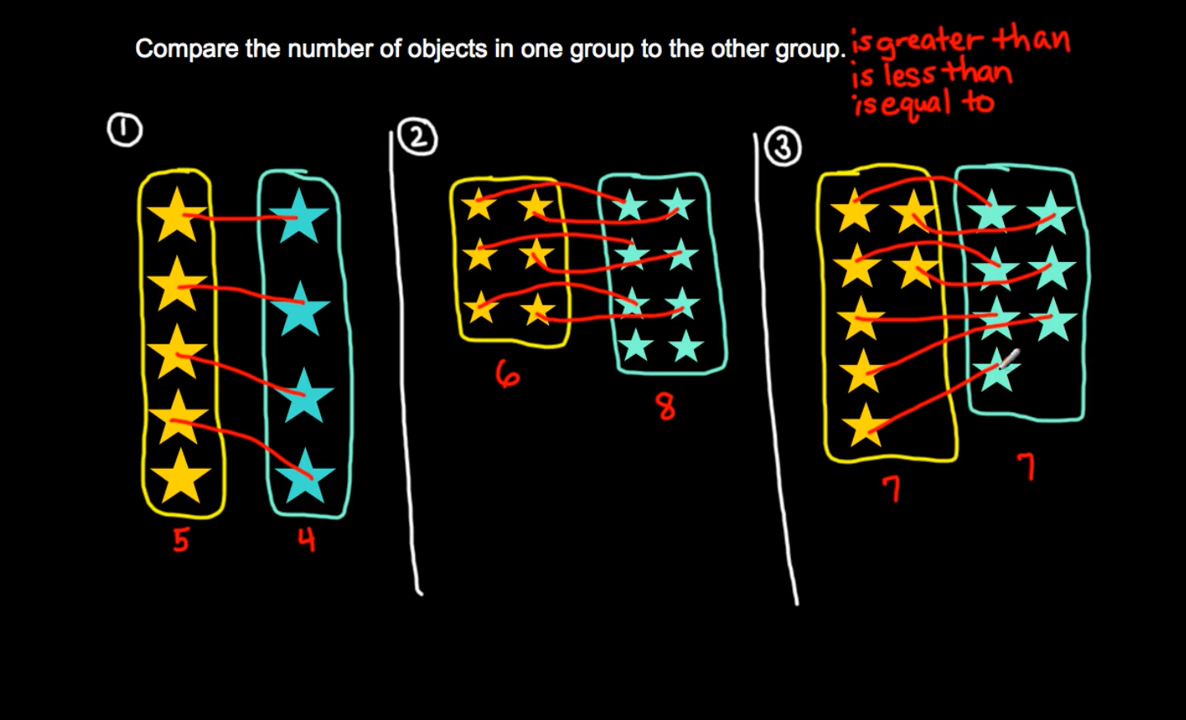 Compare the number of objects in one group to the other group.
is greater than
is less than
is equal to
1
2
3
5
4
6
8
7
7